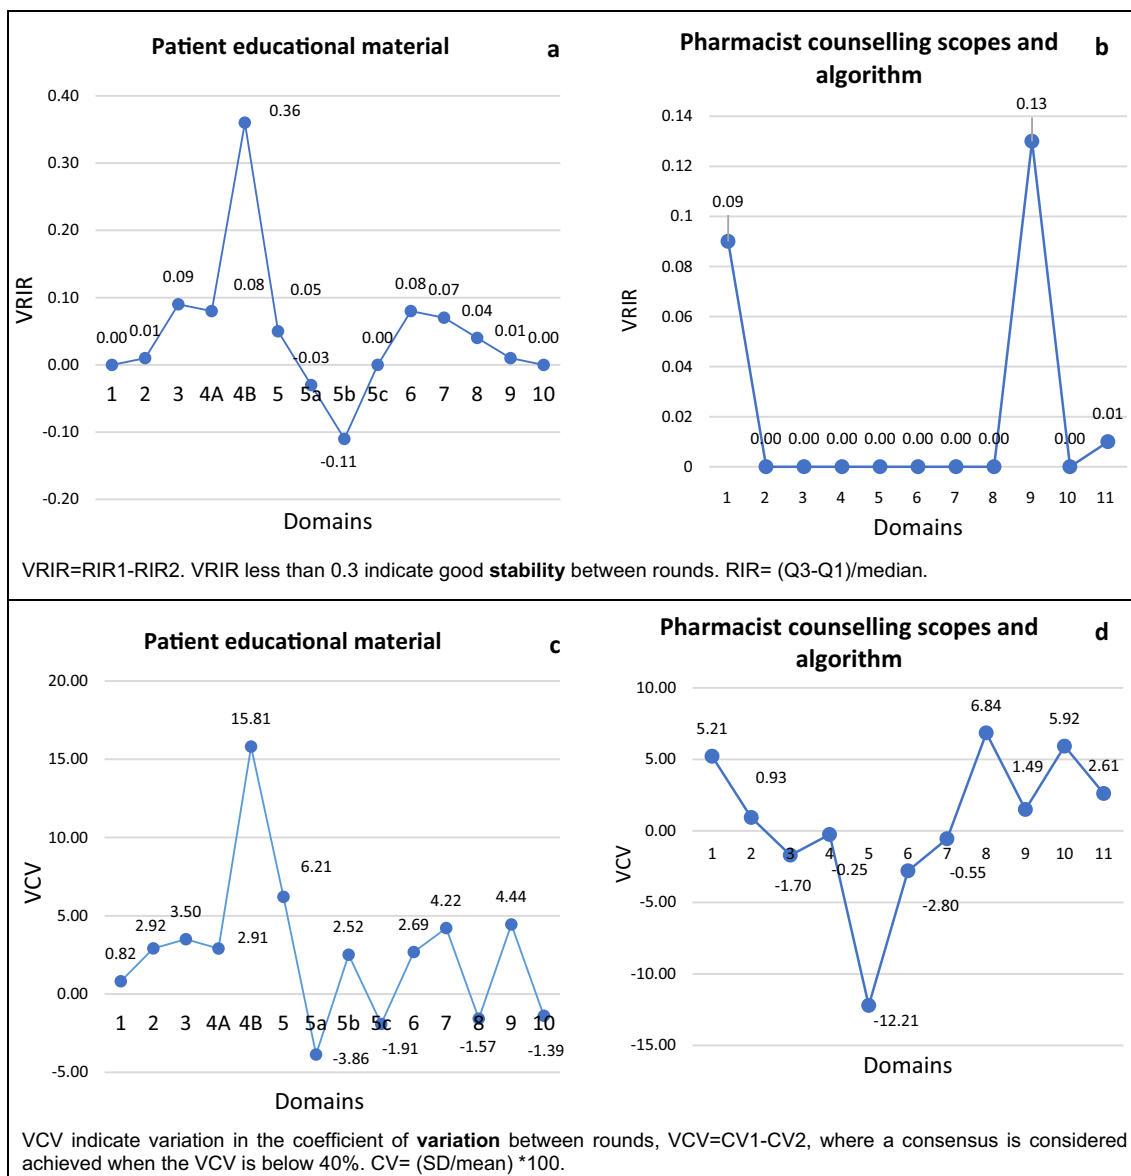 Patient educational material
a
0.40
0.30
0.20
0.10
0.00
-0.10
-0.20
VRIR
0.00
0.01
0.09
0.08
0.36
0.05
-0.03
-0.11
0.00
0.08
0.07
0.04
0.01
0.00
1 2 3 4A 4B 5 5a 5b 5c 6 7 8 9 10
Domains
Pharmacist counselling scopes and
algorithm
b
0.14
0.12
0.1
0.08
0.06
0.04
0.02
0
VRIR
0.09
0.00 0.00 0.00 0.00 0.00 0.00 0.00
0.13
0.00
0.01
1 2 3 4 5 6 7 8 9 10 11
Domains
VRIR=RIR1-RIR2. VRIR less than 0.3 indicate good stability between rounds. RIR= (Q3-Q1)/median.
Patient educational material
c
20.00
15.00
10.00
5.00
0.00
-5.00
VCV
0.82
2.92
3.50
2.91
15.81
6.21
-3.86
2.52
-1.91
2.69
4.22
-1.57
4.44
-1.39
1 2 3 4A 4B 5 5a 5b 5c 6 7 8 9 10
Domains
Pharmacist counselling scopes and
algorithm
d
10.00
5.00
0.00
-5.00
-10.00
-15.00
VCV
5.21
0.93
-1.70
-0.25
-12.21
-2.80
-0.55
6.84
1.49
5.92
2.61
1 2 3 4 5 6 7 8 9 10 11
Domains
VCV indicate variation in the coefficient of variation between rounds, VCV=CV1-CV2, where a consensus is considered
achieved when the VCV is below 40%. CV= (SD/mean) *100.